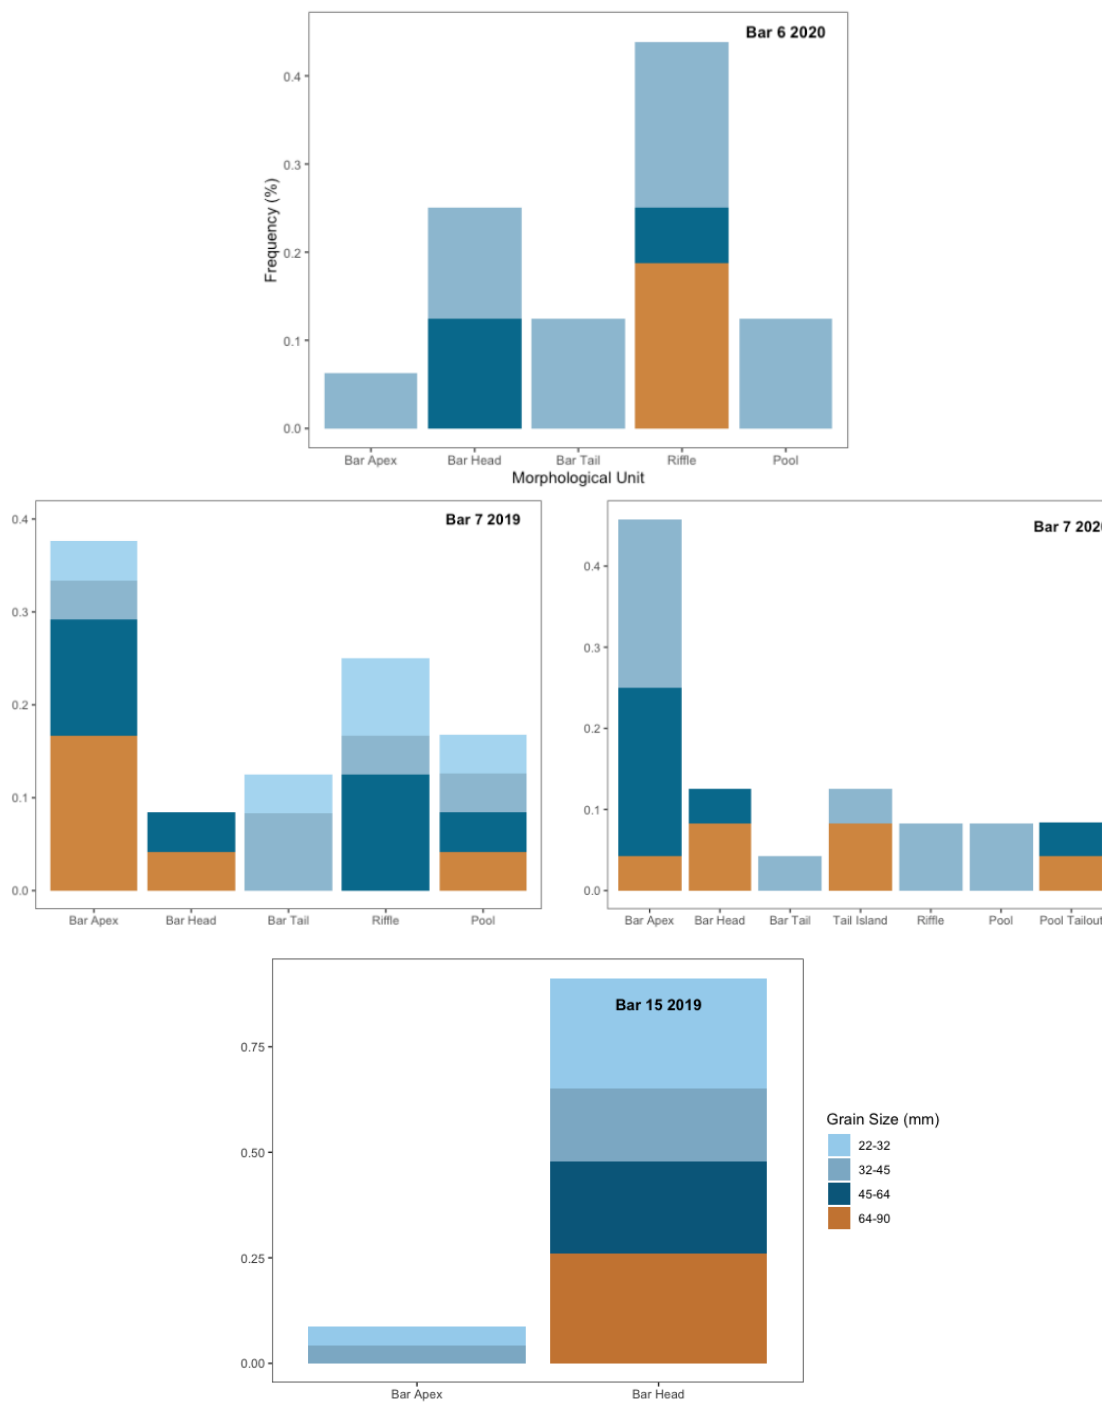 Bar 6 2020
Frequency (%)
0.4
0.3
0.2
0.1
0.0
Bar Apex Bar Head Bar Tail Riffle Pool
Morphological Unit
Bar 7 2019
0.4
0.3
0.2
0.1
0.0
Bar Apex Bar Head Bar Tail Riffle Pool
Bar 7 2020
0.4
0.3
0.2
0.1
0.0
Bar Apex Bar Head Bar Tail Tail Island Riffle Pool Pool Tailout
Bar 15 2019
0.75
0.50
0.25
0.00
Bar Apex Bar Head
Grain Size (mm)
22-32
32-45
45-64
64-90